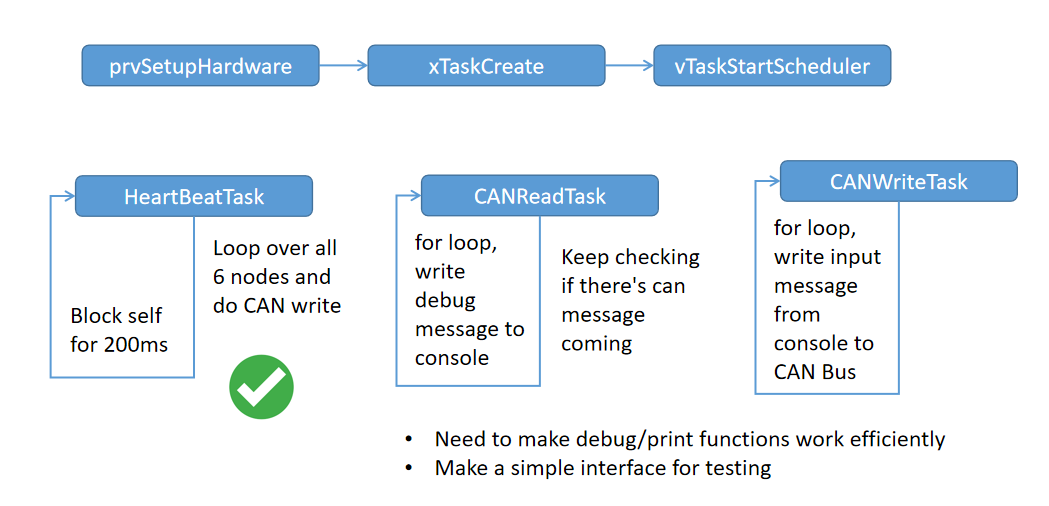 prvSetupHardware
xTaskCreate
vTaskStartScheduler
HeartBeatTask
Block self
for 200ms
Loop over all
6 nodes and
do CAN write
CANReadTask
for loop,
write
debug
message to
console
Keep checking
if there's can
message
coming
CANWriteTask
for loop,
write input
message
from
console to
CAN Bus
• Need to make debug/print functions work efficiently
• Make a simple interface for testing